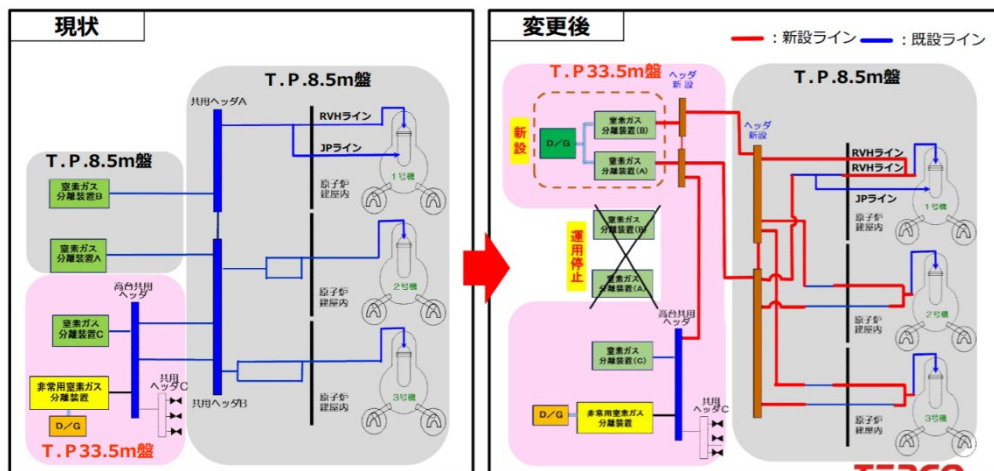 現状
T.P.8.5m盤
共用ヘッダA
RVHライン
JPライン
原子炉
建屋内
1号機
T.P.8.5m盤
窒素ガス
分離装置B
窒素ガス
分離装置A
原子炉
建屋内
2号機
高台共用
ヘッダ
窒素ガス
分離装置C
非常用窒素ガス
分離装置
共用
ヘッダC
D/G
共用ヘッダB
原子炉
建屋内
3号機
T.P33.5m盤
変更後
:新設ライン
:既設ライン
T.P33.5m盤
ヘッダ
新設
T.P.8.5m盤
新設
D/G
窒素ガス
分離装置(B)
窒素ガス
分離装置(A)
ヘッダ
新設
RVHライン
RVHライン
JPライン
原子炉
建屋内
1号機
運用停止
窒素ガス
分離装置(B)
窒素ガス
分離装置(A)
高台共用
ヘッダ
原子炉
建屋内
2号機
窒素ガス
分離装置(C)
D/G
非常用窒素ガス
分離装置
共用
ヘッダC
原子炉
建屋内
3号機
TEPCO